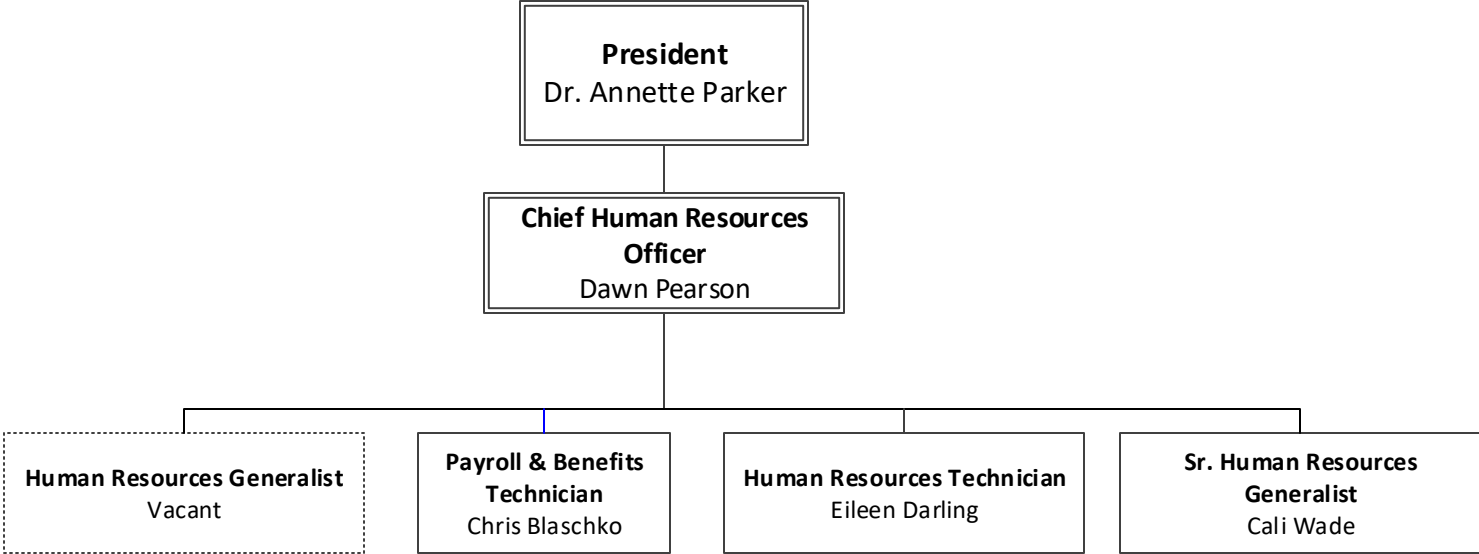 President
Dr. Annette Parker
Chief Human Resources
Officer
Dawn Pearson
Human Resources Generalist
Vacant
Payroll & Benefits
Technician
Chris Blaschko
Human Resources Technician
Eileen Darling
Sr. Human Resources
Generalist
Cali Wade